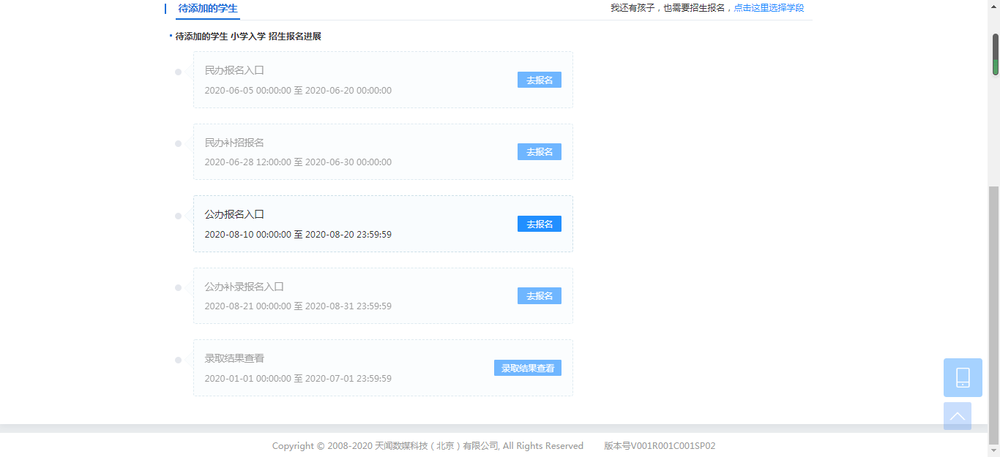 待添加的学生
我还有孩子，也需要招生报名，点击这里选择学段
待添加的学生 小学入学 招生报名进展
民办报名入口
去报名
2020-06-05 00:00:00 至 2020-06-20 00:00:00
民办补招报名
去报名
2020-06-28 12:00:00 至 2020-06-30 00:00:00
公办报名入口
去报名
2020-08-10 00:00:00 至 2020-08-20 23:59:59
公办补录报名入口
去报名
2020-08-21 00:00:00 至 2020-08-31 23:59:59
录取结果查看
录取结果查看
2020-01-01 00:00:00 至 2020-07-01 23:59:59
Copyright © 2008-2020 天闻数媒科技（北京）有限公司, All Rights Reserved 版本号V001R001C001SP02